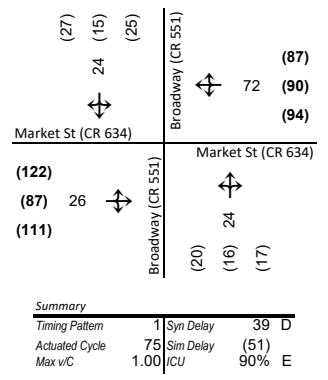 (27) (15) (25)
24
Broadway (CR 551)
72
(87)
(90)
(94)
Market St (CR 634)
Market St (CR 634)
(122)
(87) 26
(111)
Broadway (CR 551)
24
(20) (16) (17)
Summary
Timing Pattern 1 Syn Delay 39 D
Actuated Cycle 75 Sim Delay (51)
Max v/C 1.00 ICU 90% E